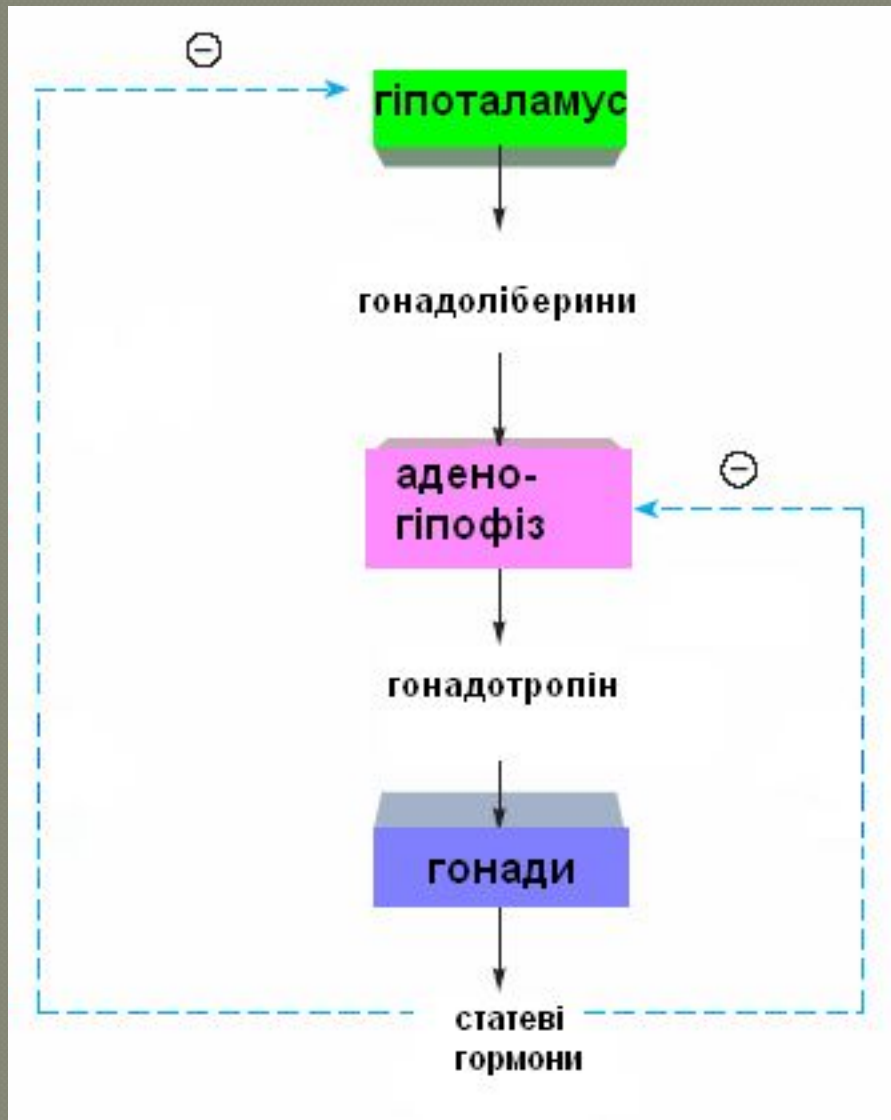 гіпоталамус
гонадоліберини
адено-
гіпофіз
гонадотропін
гонади
статеві
гормони